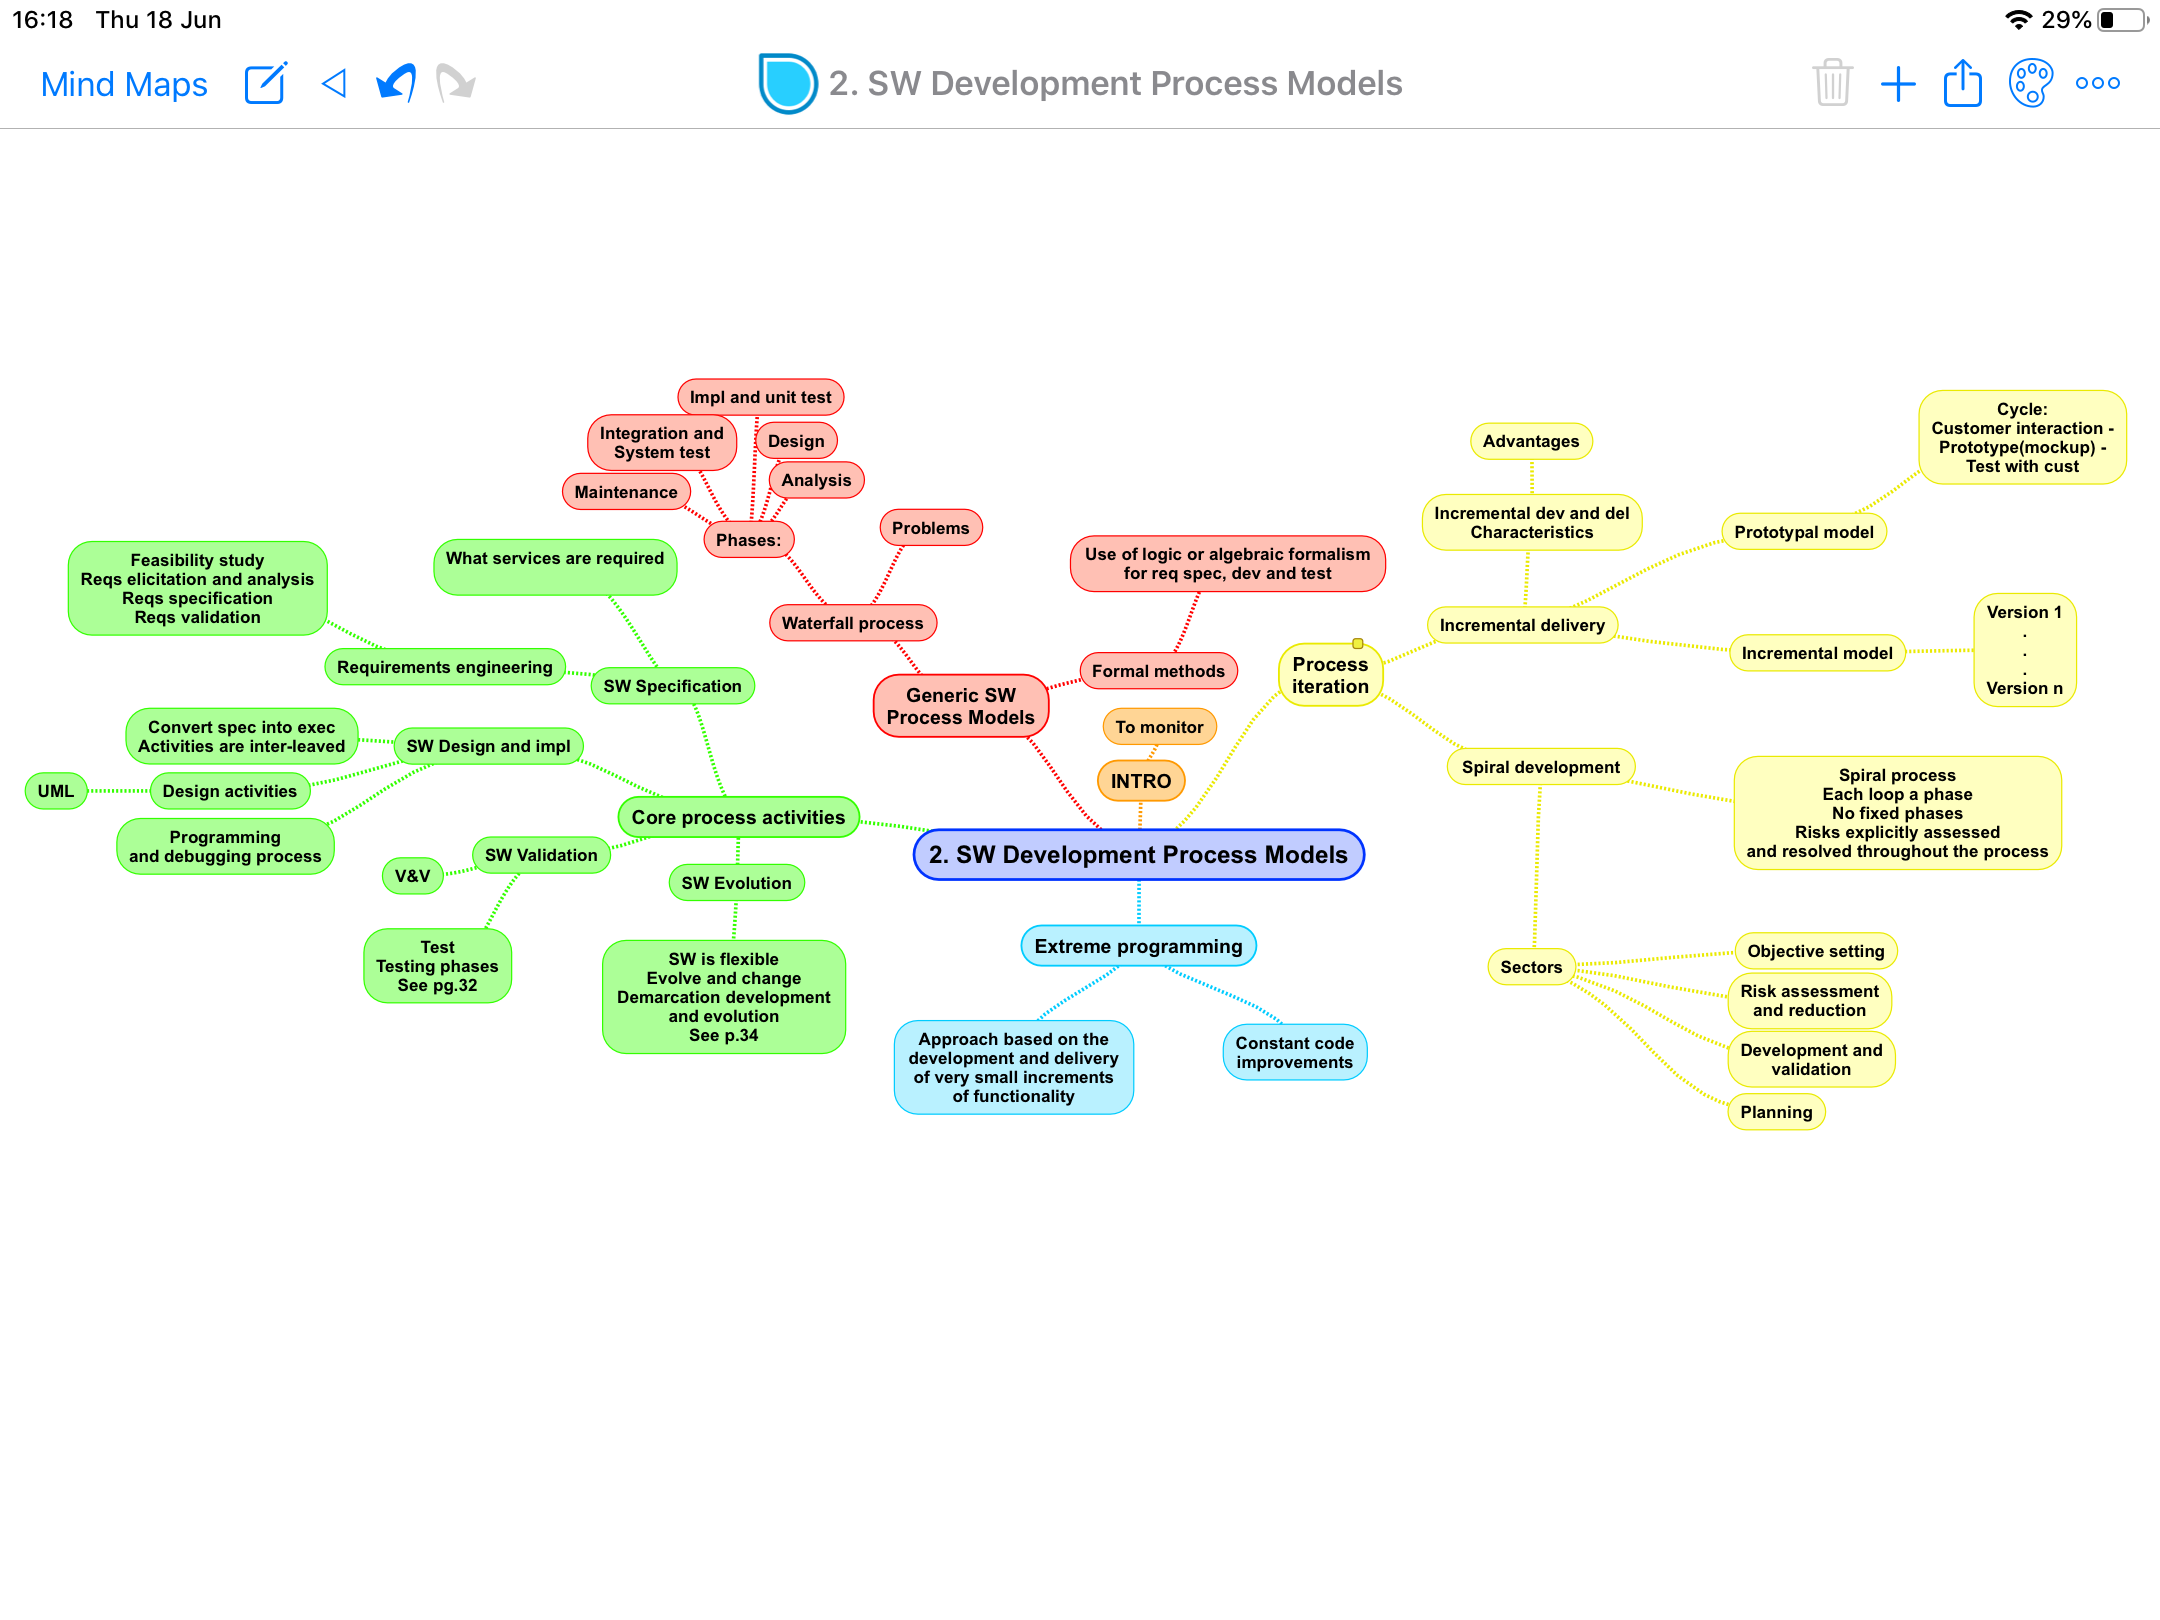 16:18 Thu 18 Jun
29%
Mind Maps
2. SW Development Process Models
Impl and unit test
Integration and
System test
Design
Analysis
Maintenance
Phases:
Problems
Waterfall process
Use of logic or algebraic formalism
for req spec, dev and test
Formal methods
Generic SW
Process Models
To monitor
INTRO
What services are required
Feasibility study
Reqs elicitation and analysis
Reqs specification
Reqs validation
Requirements engineering
SW Specification
Convert spec into exec
Activities are inter-leaved
SW Design and impl
UML
Design activities
Programming
and debugging process
Core process activities
SW Validation
V&V
Test
Testing phases
See pg.32
SW Evolution
SW is flexible
Evolve and change
Demarcation development
and evolution
See p.34
2. SW Development Process Models
Extreme programming
Approach based on the
development and delivery
of very small increments
of functionality
Constant code
improvements
Process
iteration
Advantages
Incremental dev and del
Characteristics
Incremental delivery
Cycle:
Customer interaction -
Prototype(mockup) -
Test with cust
Prototypal model
Incremental model
Version 1
.
.
.
Version n
Spiral development
Spiral process
Each loop a phase
No fixed phases
Risks explicitly assessed
and resolved throughout the process
Sectors
Objective setting
Risk assessment
and reduction
Development and
validation
Planning